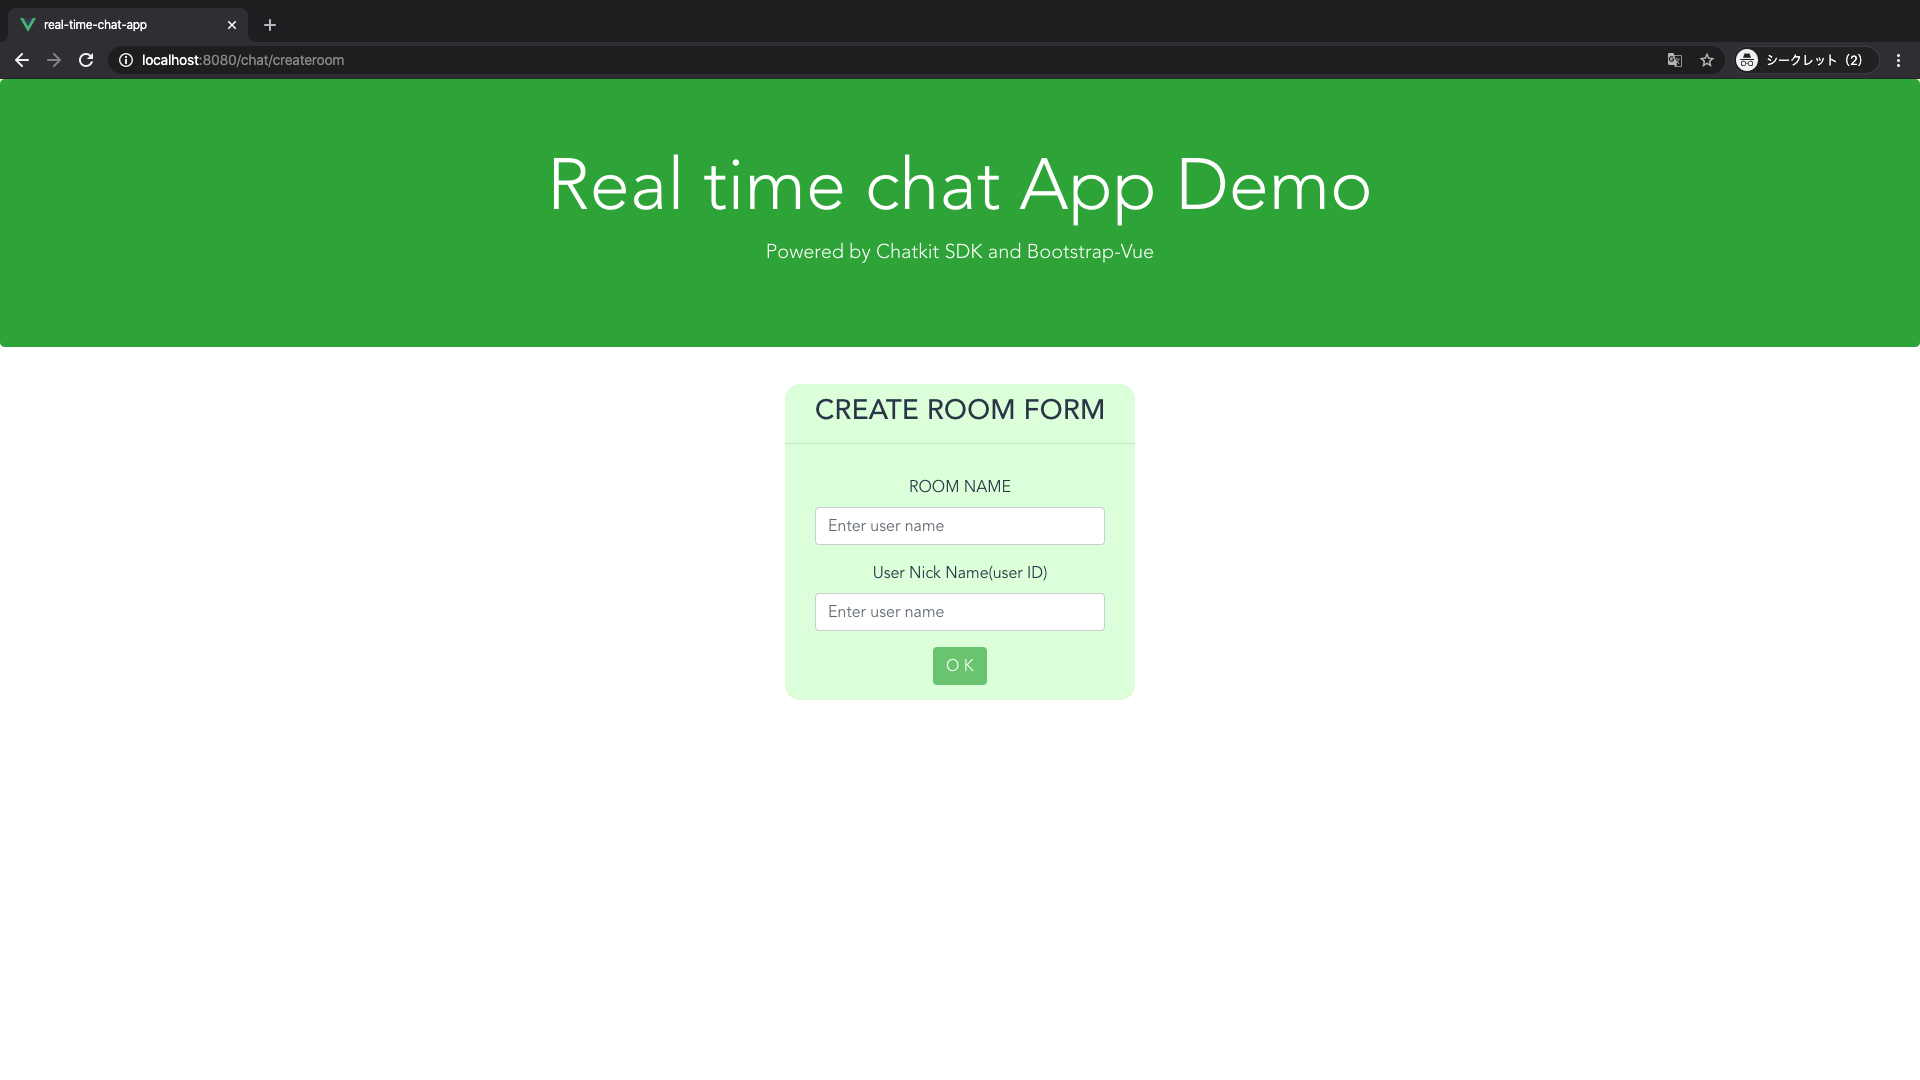 real-time-chat-app
localhost:8080/chat/createroom
シークレット (2)
Real time chat App Demo
Powered by Chatkit SDK and Bootstrap-Vue
CREATE ROOM FORM
ROOM NAME
Enter user name
User Nick Name(user ID)
Enter user name
O K